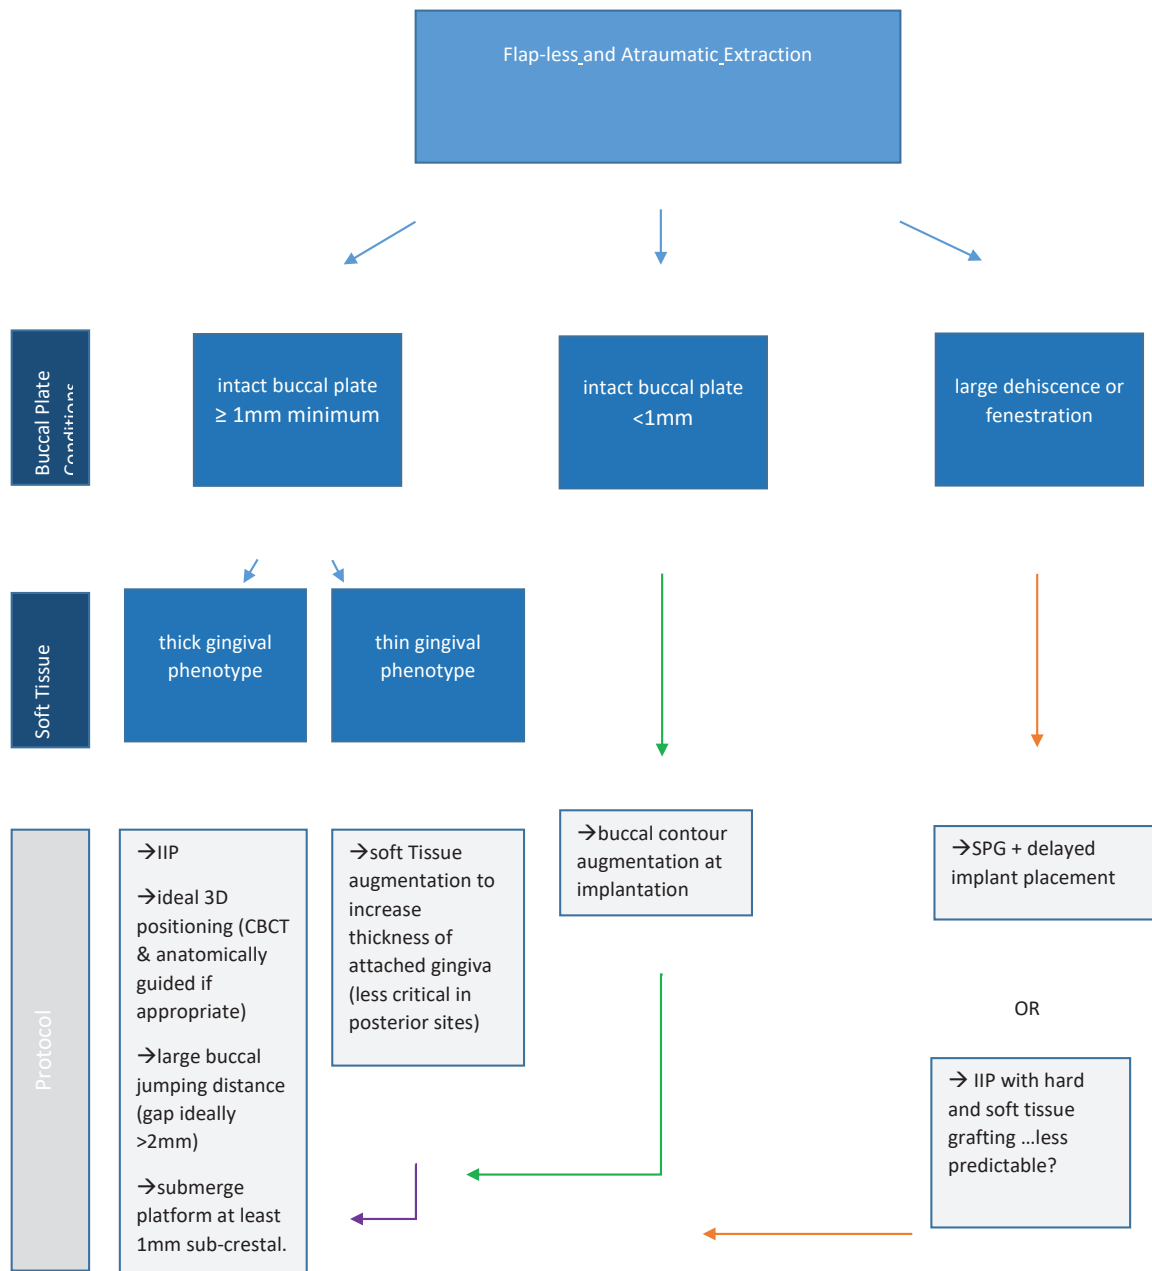 Flap-less and Atraumatic Extraction
Buccal Plate
Conditions
intact buccal plate
≥ 1mm minimum
intact buccal plate
<1mm
large dehiscence or
fenestration
Soft Tissue
thick gingival
phenotype
thin gingival
phenotype
Protocol
→IIP
→ideal 3D
positioning (CBCT
& anatomically
guided if
appropriate)
→large buccal
jumping distance
(gap ideally
>2mm)
→submerge
platform at least
1mm sub-crestal.
→soft Tissue
augmentation to
increase
thickness of
attached gingiva
(less critical in
posterior sites)
→buccal contour
augmentation at
implantation
→SPG + delayed
implant placement
OR
→ IIP with hard
and soft tissue
grafting ...less
predictable?